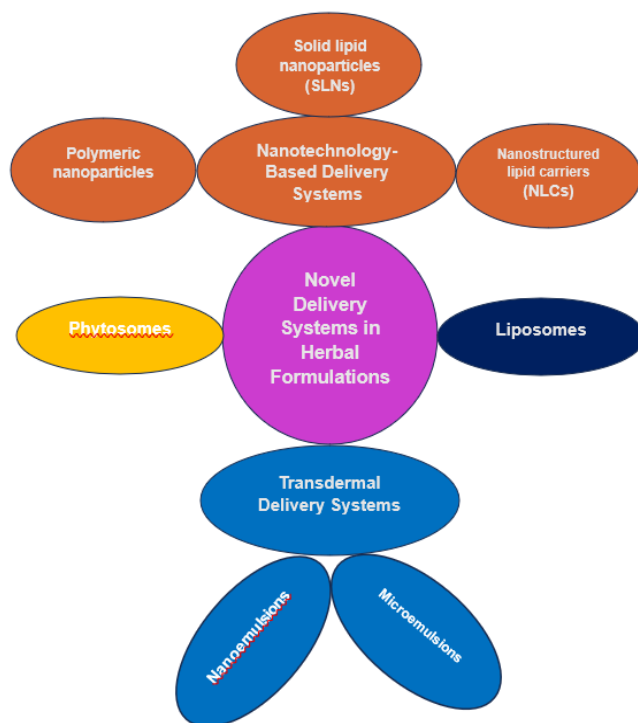 Solid lipid
nanoparticles
(SLNs)
Polymeric
nanoparticles
Nanotechnology-
Based Delivery
Systems
Nanostructured
lipid carriers
(NLCs)
Phytosomes
Novel
Delivery
Systems in
Herbal
Formulations
Liposomes
Transdermal
Delivery Systems
Nanoemulsions
Microemulsions